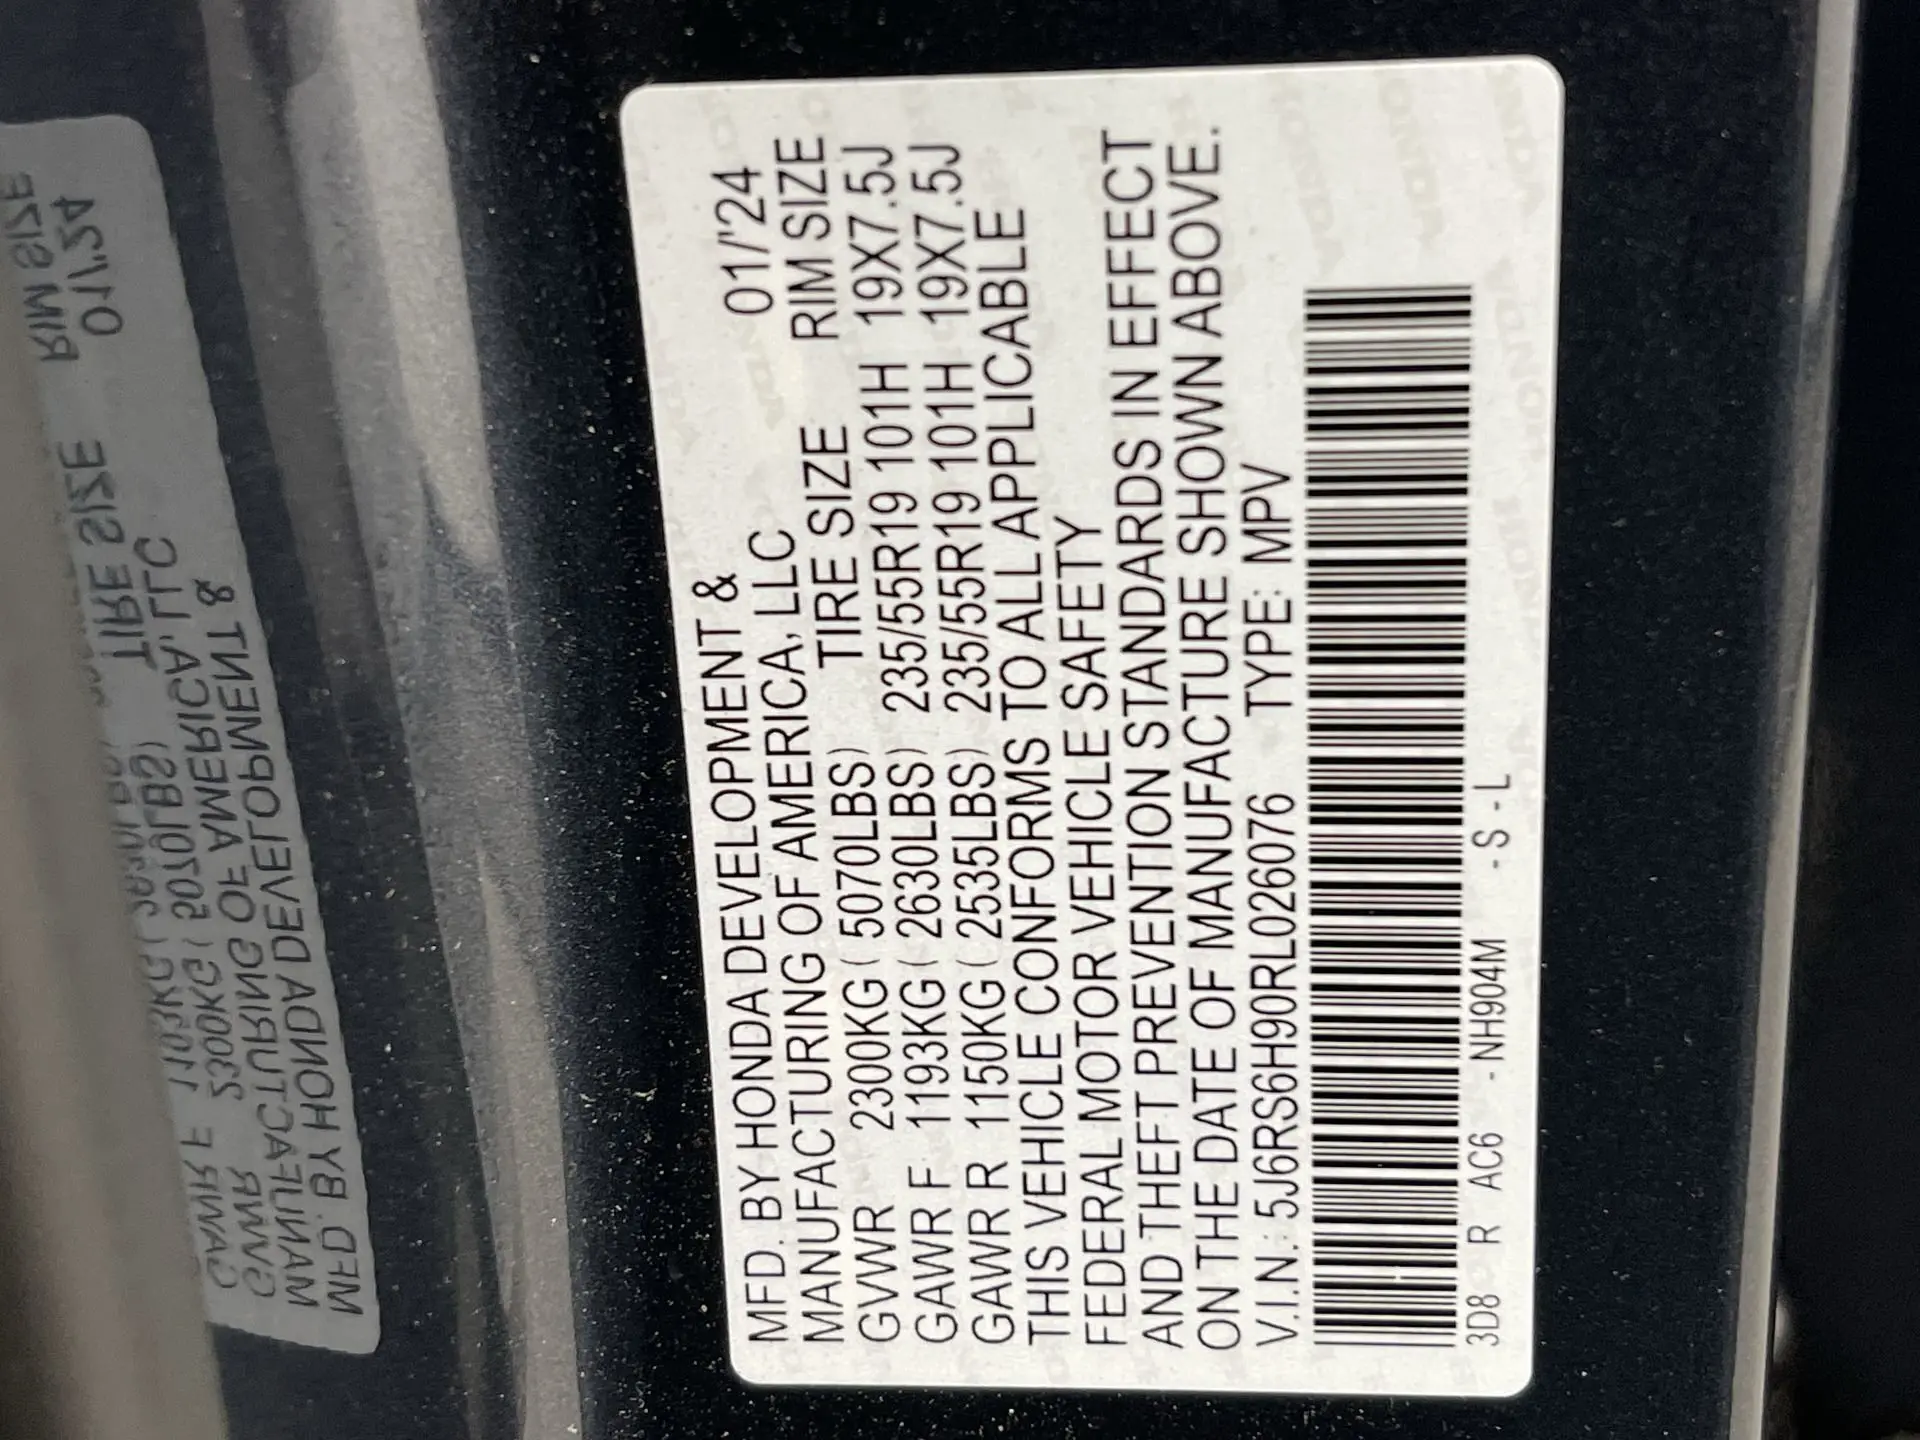 MFD. BY HONDA DEVELOPMENT & 01/'24
MANUFACTURING OF AMERICA, LLC
TIRE SIZE RIM SIZE
GVWR 2300KG ( 5070LBS) 235/55R19 101H 19X7.5J
GAWR F 1193KG ( 2630LBS) 235/55R19 101H 19X7.5J
GAWR R 1150KG ( 2535LBS)
THIS VEHICLE CONFORMS TO ALL APPLICABLE
FEDERAL MOTOR VEHICLE SAFETY
AND THEFT PREVENTION STANDARDS IN EFFECT
ON THE DATE OF MANUFACTURE SHOWN ABOVE.
V.I.N.: 5J6RS6H90RL026076 TYPE: MPV
3D8 R AC6 -NH904M -S -L